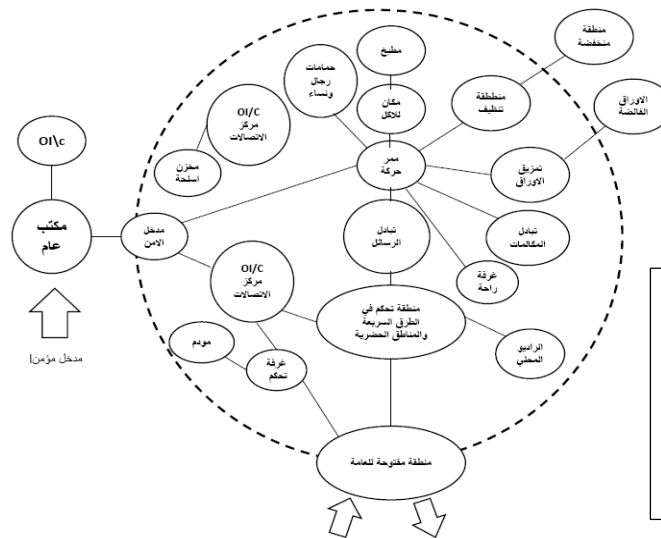 منطقة
منخفضة
مطبخ
حمامات
رجال
ونساء
مكان
للاكل
منططقة
تنظيف
الاوراق
الفائضة
OI/C
مركز
الاتصالات
OI\c
مخزن
اسلحة
ممر
حركة
تمزيق
الاوراق
مكتب
عام
مدخل
الامن
تبادل
الرسائل
تبادل
المكالمات
OI/C
مركز
الاتصالات
غرفة
راحة
منطقة تحكم في
الطرق السريعة
والمناطق الحضرية
مودم
الراديو
المحلي
مدخل مؤمنا
غرفة
تحكم
منطقة مفتوحة للعامة